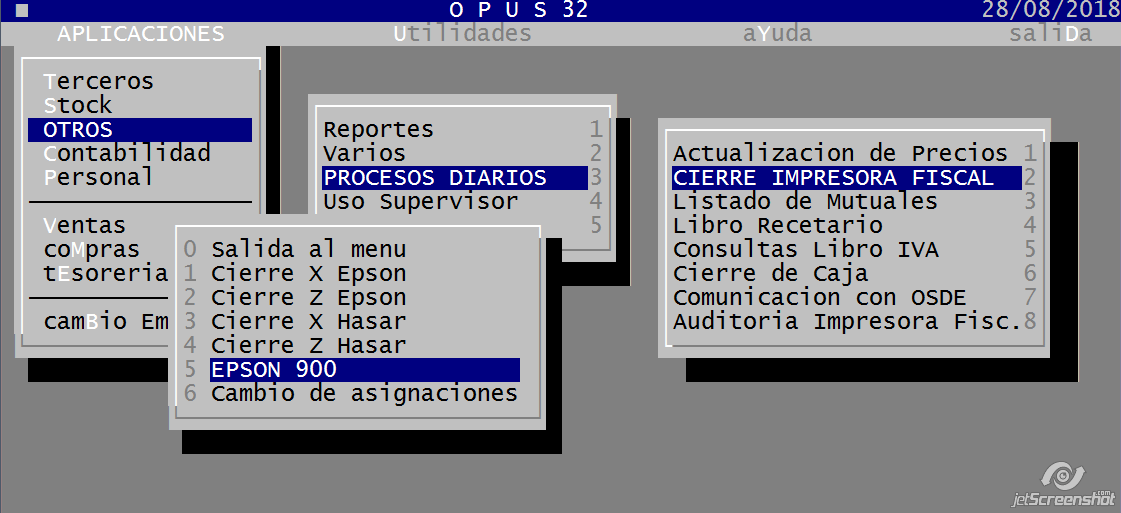 O P U S 32 28/08/2018
APLICACIONES Utilidades aYuda saliDa
Terceros
Stock
OTROS
Contabilidad
Personal
Ventas
coMpras
tEsoreria
camBio Em
Reportes 1
Varios 2
PROCESOS DIARIOS 3
Uso Supervisor 4
5
Actualizacion de Precios 1
CIERRE IMPRESORA FISCAL 2
Listado de Mutuales 3
Libro Recetario 4
Consultas Libro IVA 5
Cierre de Caja 6
Comunicacion con OSDE 7
Auditoria Impresora Fisc.8
0 Salida al menu
1 Cierre X Epson
2 Cierre Z Epson
3 Cierre X Hasar
4 Cierre Z Hasar
5 EPSON 900
6 Cambio de asignaciones
jetScreenshot.com